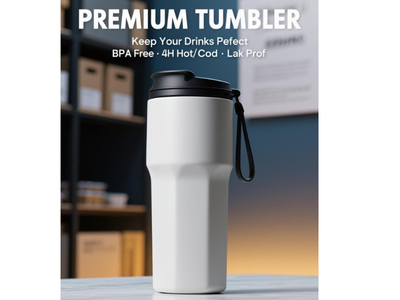 PREMIUM TUMBLER
Keep Your Drinks Pefect
BPA Free · 4H Hot/Cod · Lak Prof